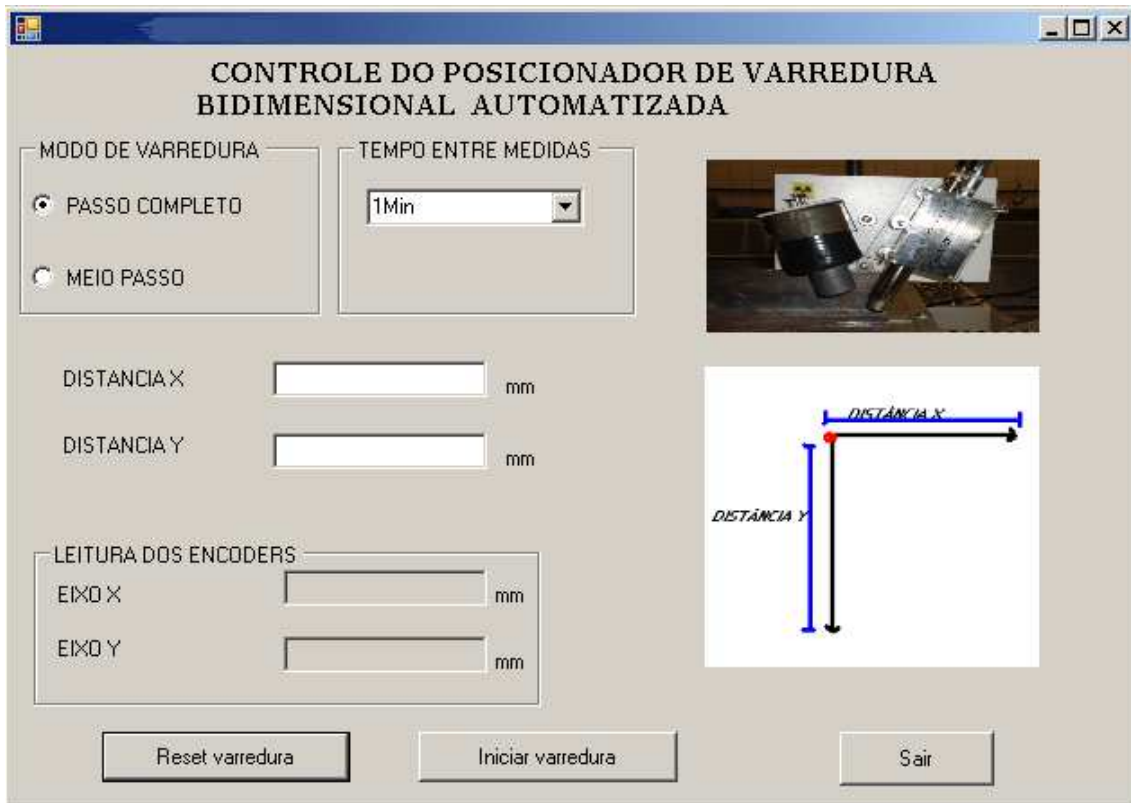 CONTROLE DO POSICIONADOR DE VARREDURA
BIDIMENSIONAL AUTOMATIZADA
MODO DE VARREDURA
PASSO COMPLETO
MEIO PASSO
TEMPO ENTRE MEDIDAS
1Min
DISTANCIA X
mm
DISTANCIA Y
mm
DISTÂNCIA X
DISTÂNCIA Y
LEITURA DOS ENCODERS
EIXO X
mm
EIXO Y
mm
Reset varredura
Iniciar varredura
Sair